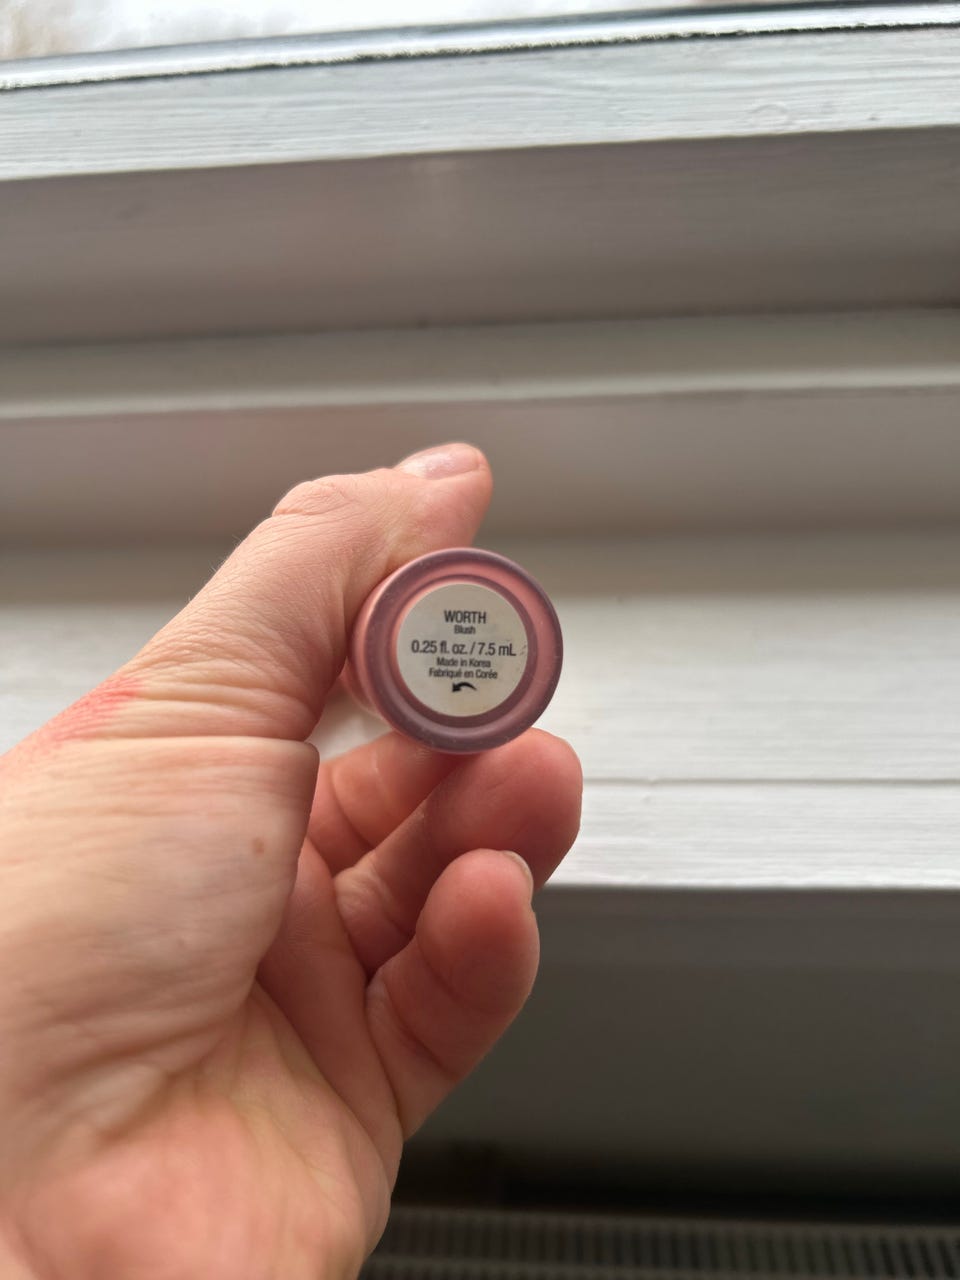 WORTH
Blush
0.25 fl. oz. / 7.5 mL
Made in Korea
Fabriqué en Corée